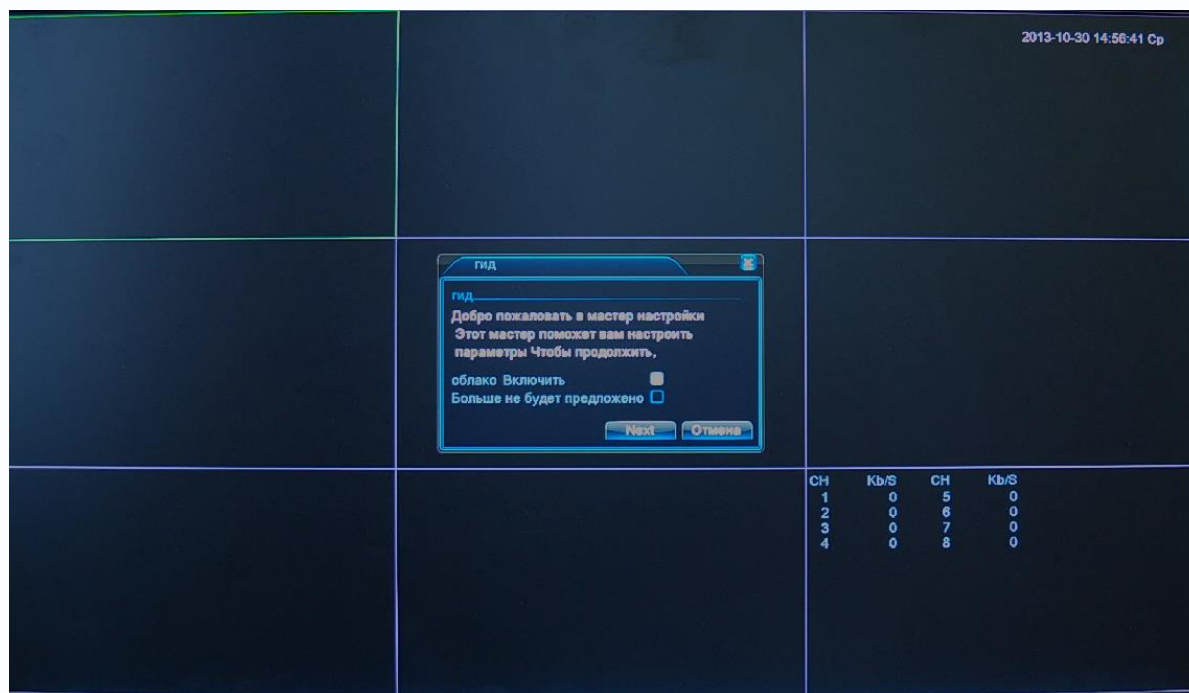 2013-10-30 14:56:41 Ср
гид
гид
Добро пожаловать в мастер настройки
Этот мастер поможет вам настроить
параметры Чтобы продолжить,
облако Включить
Больше не будет предложено
Next Отмена
CH Kb/S CH Kb/S
1 0 5 0
2 0 6 0
3 0 7 0
4 0 8 0